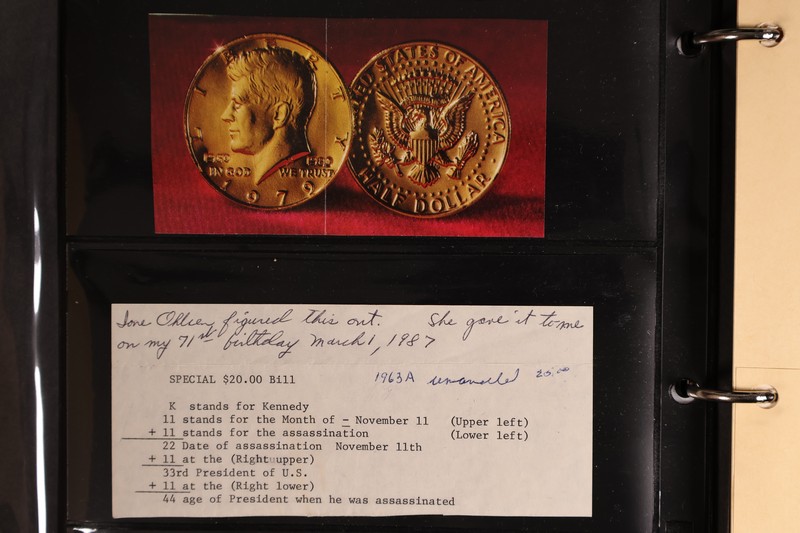 LIBERTY
IN GOD WE TRUST
1979
UNITED STATES OF AMERICA
HALF DOLLAR
Ione Ohlsen figured this out. She gave it to me
on my 71st birthday March 1, 1987
SPECIAL $20.00 Bill 1963A 20.00
K stands for Kennedy
11 stands for the Month of - November 11 (Upper left)
+ 11 stands for the assassination (Lower left)
22 Date of assassination November 11th
+ 11 at the (Right upper)
33rd President of U.S.
+ 11 at the (Right lower)
44 age of President when he was assassinated